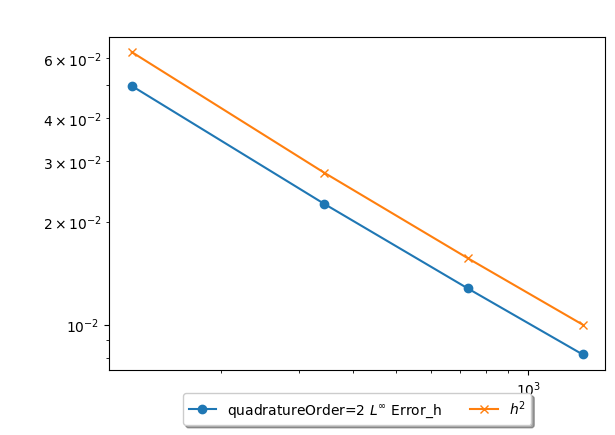 6 × 10⁻²
4 × 10⁻²
3 × 10⁻²
2 × 10⁻²
10⁻²
10³
quadratureOrder=2 L^∞ Error_h
h²